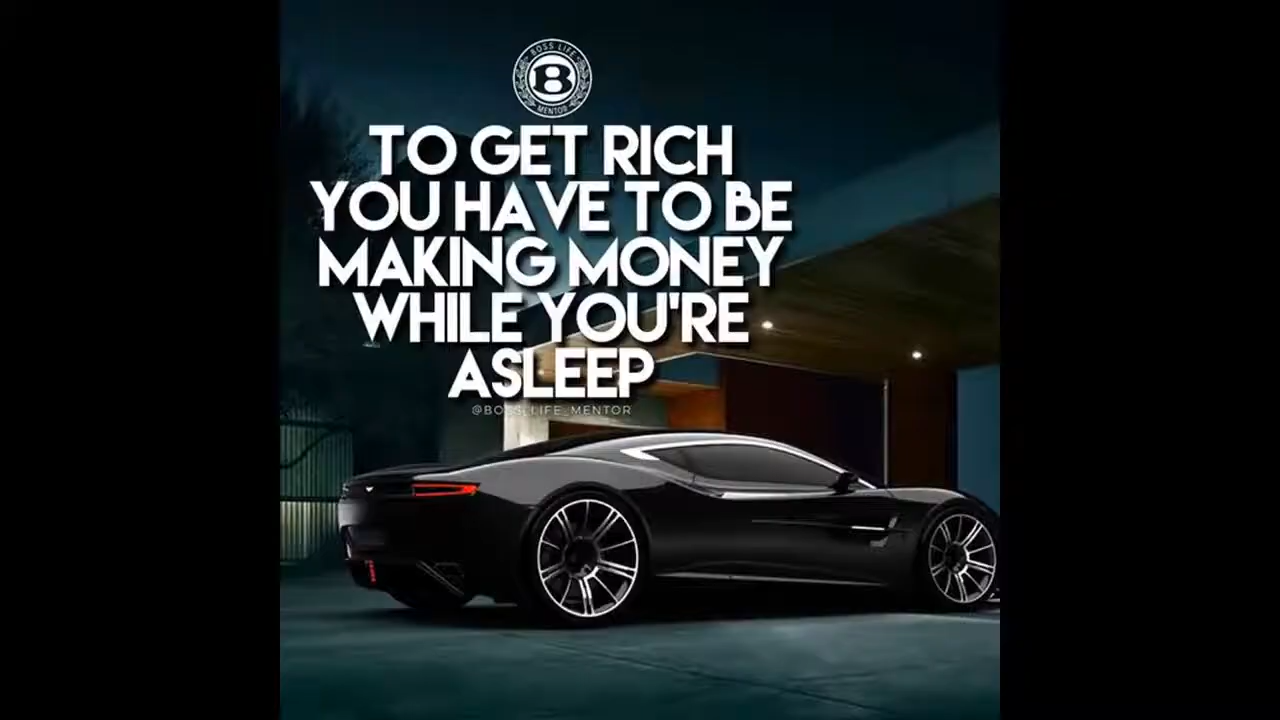 BOSS LIFE
B
MENTOR
TO GET RICH
YOU HAVE TO BE
MAKING MONEY
WHILE YOU'RE
ASLEEP
@BOSS_LIFE_MENTOR